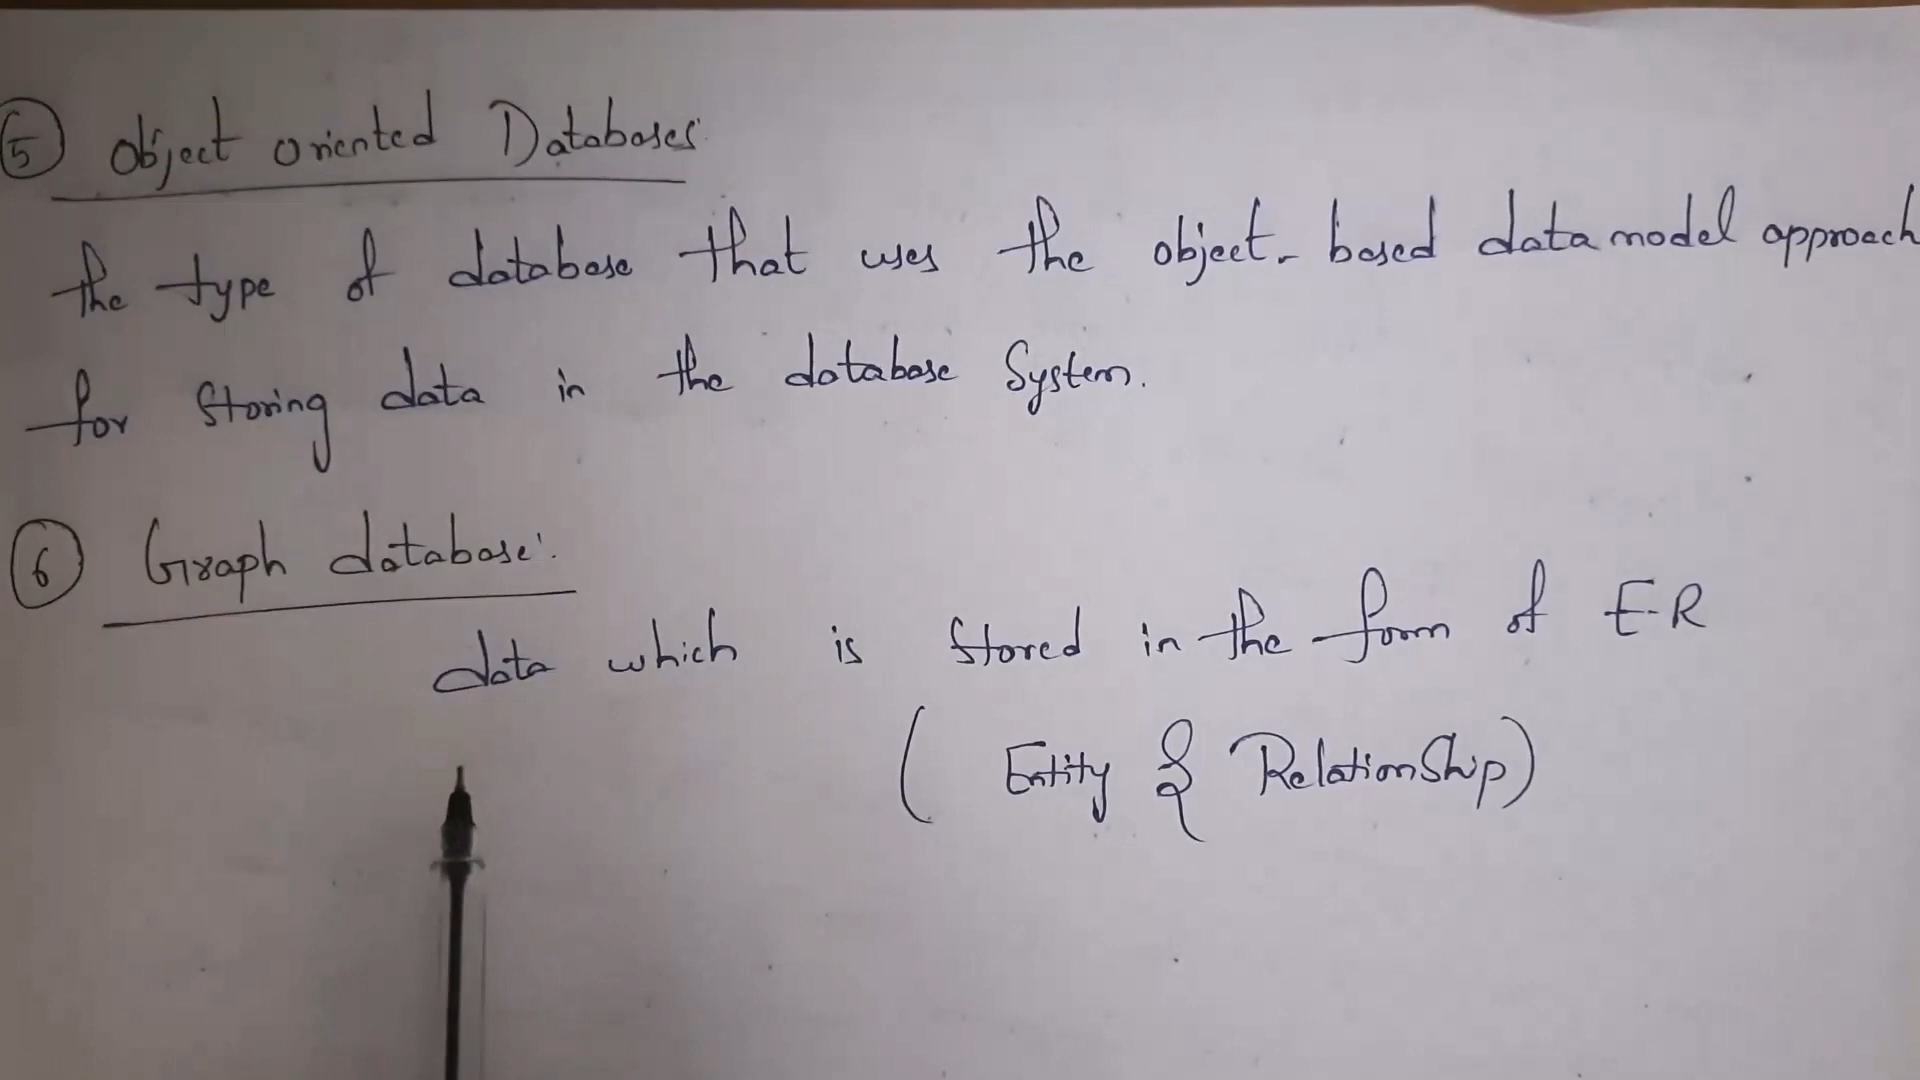 5 Object oriented Databases:
the type of database that uses the object-based data model approach
for storing data in the database System.
6 Graph database:
data which is stored in the form of E-R
( Entity & Relationship)